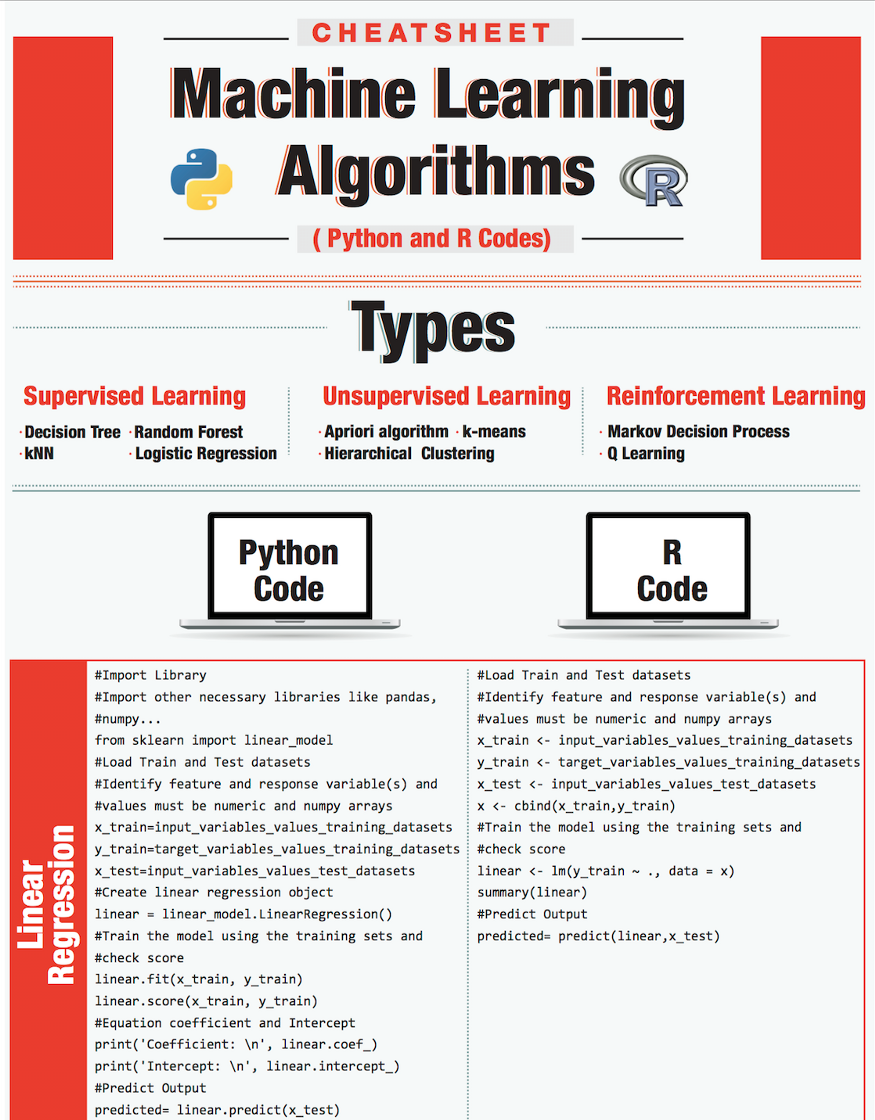 CHEATSHEET
Machine Learning
Algorithms
R
( Python and R Codes)
Types
Supervised Learning
· Decision Tree · Random Forest
· kNN · Logistic Regression
Unsupervised Learning
· Apriori algorithm · k-means
· Hierarchical Clustering
Reinforcement Learning
· Markov Decision Process
· Q Learning
Python
Code
R
Code
Linear
Regression
#Import Library
#Import other necessary libraries like pandas,
#numpy...
from sklearn import linear_model
#Load Train and Test datasets
#Identify feature and response variable(s) and
#values must be numeric and numpy arrays
x_train=input_variables_values_training_datasets
y_train=target_variables_values_training_datasets
x_test=input_variables_values_test_datasets
#Create linear regression object
linear = linear_model.LinearRegression()
#Train the model using the training sets and
#check score
linear.fit(x_train, y_train)
linear.score(x_train, y_train)
#Equation coefficient and Intercept
print('Coefficient: \n', linear.coef_)
print('Intercept: \n', linear.intercept_)
#Predict Output
predicted= linear.predict(x_test)
#Load Train and Test datasets
#Identify feature and response variable(s) and
#values must be numeric and numpy arrays
x_train <- input_variables_values_training_datasets
y_train <- target_variables_values_training_datasets
x_test <- input_variables_values_test_datasets
x <- cbind(x_train,y_train)
#Train the model using the training sets and
#check score
linear <- lm(y_train ~ ., data = x)
summary(linear)
#Predict Output
predicted= predict(linear,x_test)